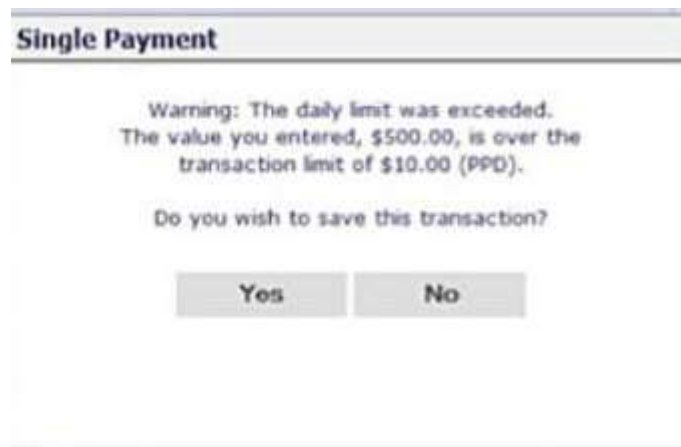 Single Payment
Warning: The daily limit was exceeded.
The value you entered, $500.00, is over the
transaction limit of $10.00 (PPD).
Do you wish to save this transaction?
Yes No